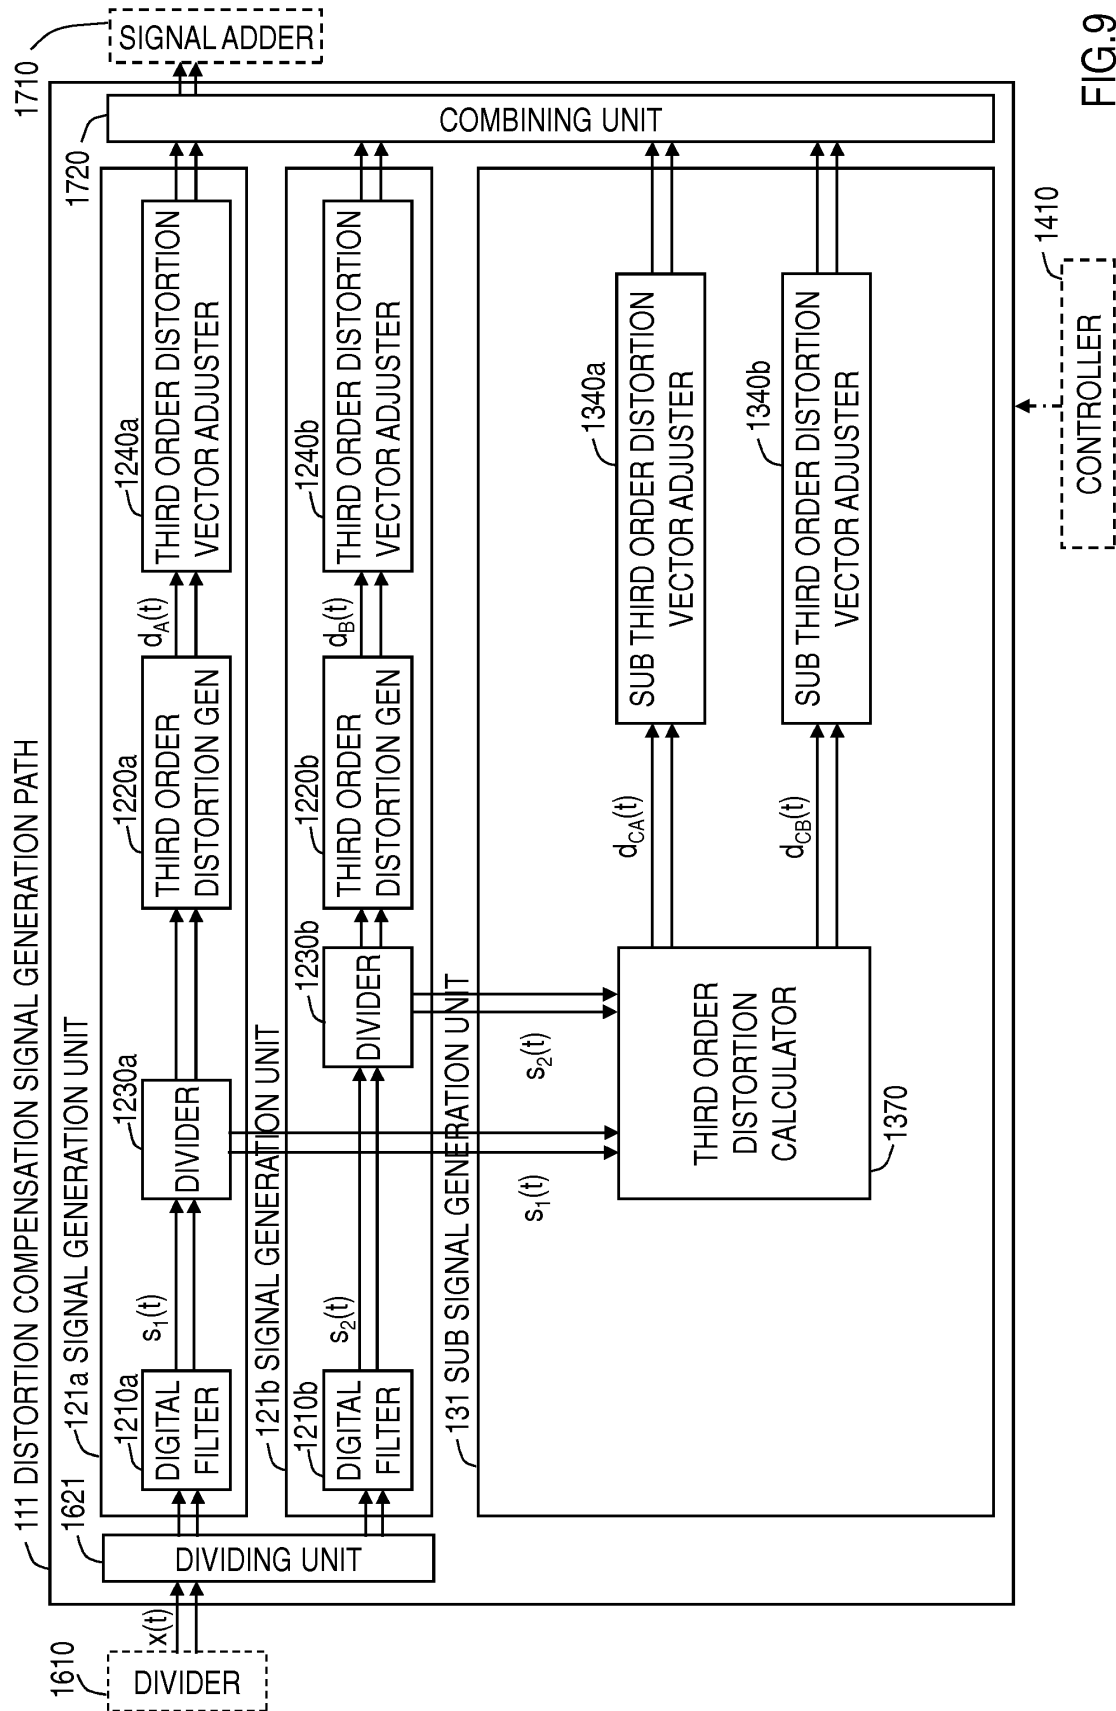 111 DISTORTION COMPENSATION SIGNAL GENERATION PATH
1610
DIVIDER
x(t)
1621
DIVIDING UNIT
121a SIGNAL GENERATION UNIT
1210a
DIGITAL
FILTER
s1(t)
1230a
DIVIDER
1220a
THIRD ORDER
DISTORTION GEN
dA(t)
1240a
THIRD ORDER DISTORTION
VECTOR ADJUSTER
121b SIGNAL GENERATION UNIT
1210b
DIGITAL
FILTER
s2(t)
1230b
DIVIDER
1220b
THIRD ORDER
DISTORTION GEN
dB(t)
1240b
THIRD ORDER DISTORTION
VECTOR ADJUSTER
131 SUB SIGNAL GENERATION UNIT
s1(t)
s2(t)
THIRD ORDER
DISTORTION
CALCULATOR
1370
dCA(t)
1340a
SUB THIRD ORDER DISTORTION
VECTOR ADJUSTER
dCB(t)
1340b
SUB THIRD ORDER DISTORTION
VECTOR ADJUSTER
1720
COMBINING UNIT
1710
SIGNAL ADDER
1410
CONTROLLER
FIG.9